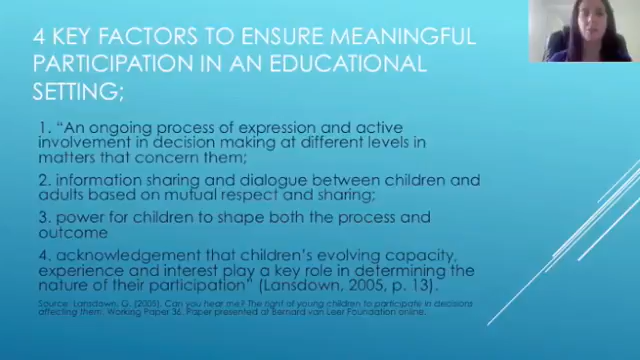 4 KEY FACTORS TO ENSURE MEANINGFUL
PARTICIPATION IN AN EDUCATIONAL
SETTING;
1. “An ongoing process of expression and active
involvement in decision making at different levels in
matters that concern them;
2. information sharing and dialogue between children and
adults based on mutual respect and sharing;
3. power for children to shape both the process and
outcome
4. acknowledgement that children’s evolving capacity,
experience and interest play a key role in determining the
nature of their participation” (Lansdown, 2005, p. 13).
Source: Lansdown, G. (2005). Can you hear me? The right of young children to participate in decisions
affecting them. Working Paper 36. Paper presented at Bernard van Leer Foundation online.